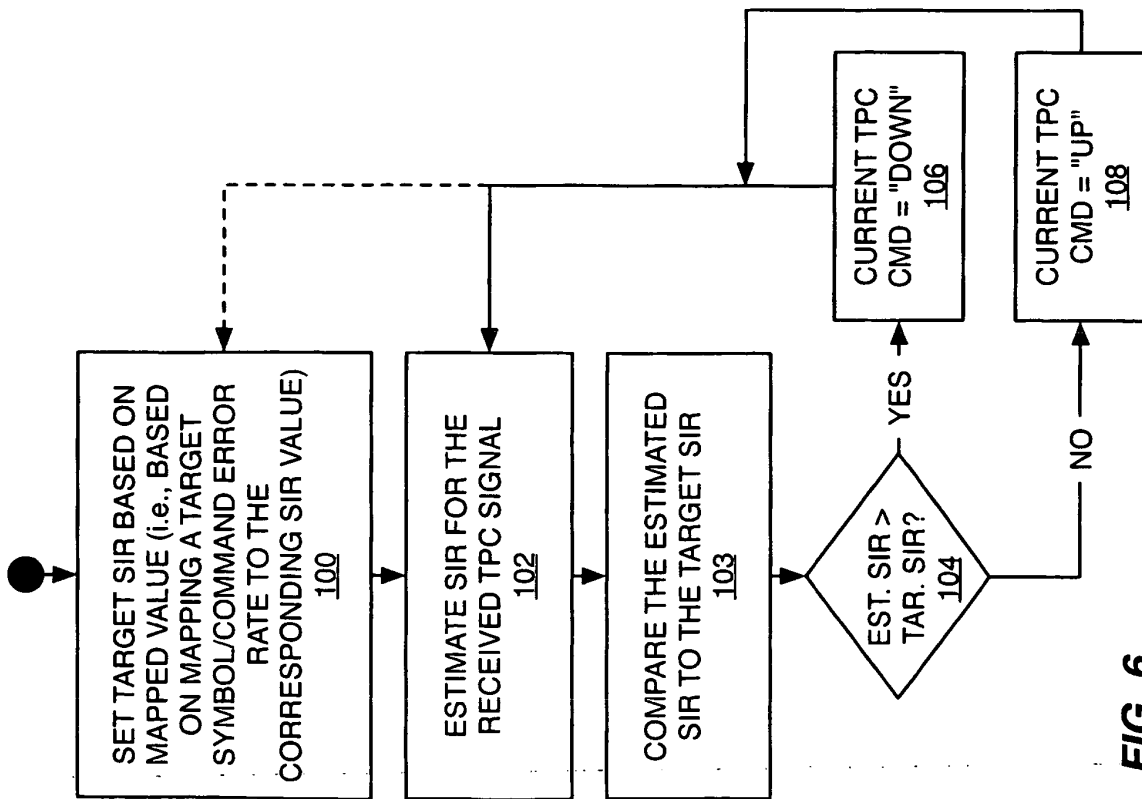 SET TARGET SIR BASED ON
MAPPED VALUE (i.e., BASED
ON MAPPING A TARGET
SYMBOL/COMMAND ERROR
RATE TO THE
CORRESPONDING SIR VALUE)
100
ESTIMATE SIR FOR THE
RECEIVED TPC SIGNAL
102
COMPARE THE ESTIMATED
SIR TO THE TARGET SIR
103
EST. SIR >
TAR. SIR?
104
YES
NO
CURRENT TPC
CMD = "DOWN"
106
CURRENT TPC
CMD = "UP"
108
FIG. 6